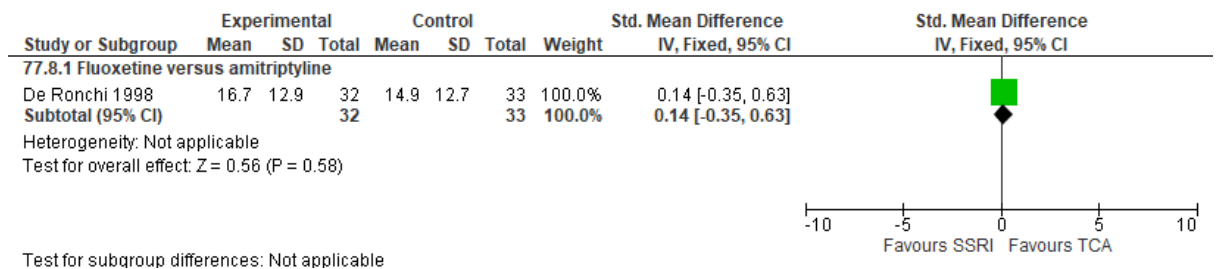 Experimental Control Std. Mean Difference Std. Mean Difference
Study or Subgroup Mean SD Total Mean SD Total Weight IV, Fixed, 95% CI IV, Fixed, 95% CI
77.8.1 Fluoxetine versus amitriptyline
De Ronchi 1998 16.7 12.9 32 14.9 12.7 33 100.0% 0.14 [-0.35, 0.63]
Subtotal (95% CI) 32 33 100.0% 0.14 [-0.35, 0.63]
Heterogeneity: Not applicable
Test for overall effect: Z = 0.56 (P = 0.58)
-10 -5 0 5 10
Favours SSRI Favours TCA
Test for subgroup differences: Not applicable